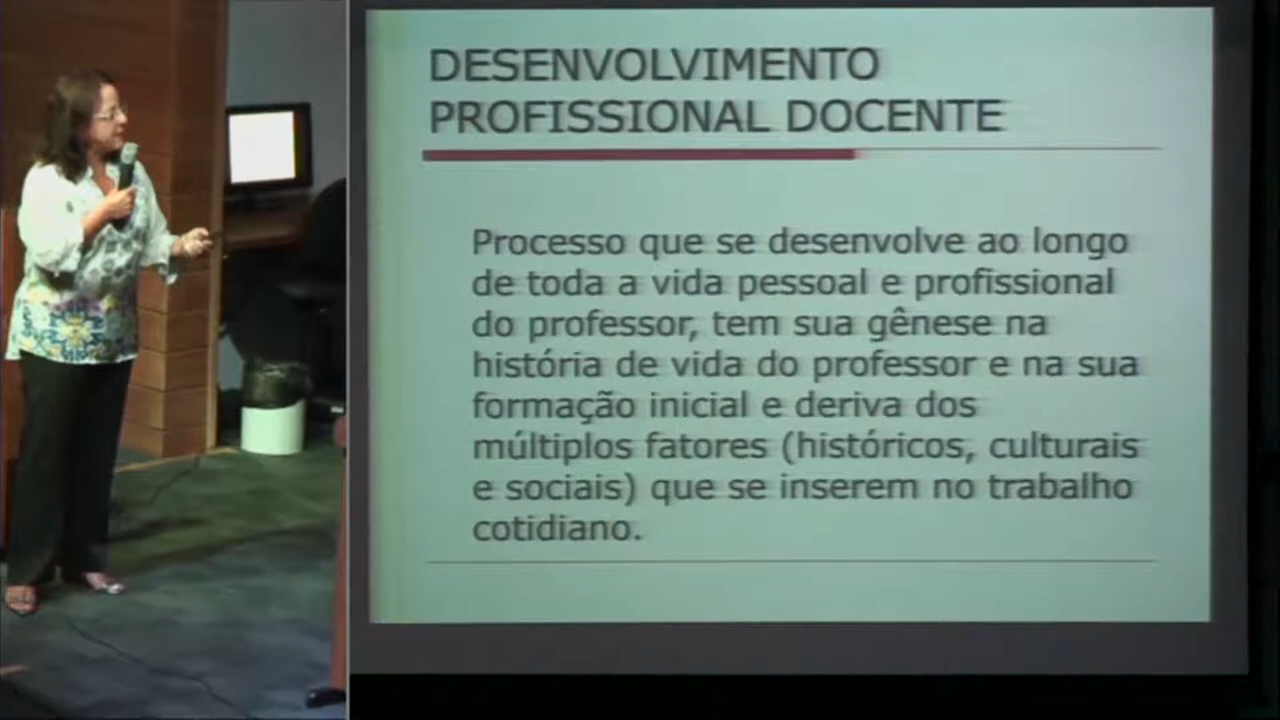 DESENVOLVIMENTO
PROFISSIONAL DOCENTE
Processo que se desenvolve ao longo
de toda a vida pessoal e profissional
do professor, tem sua gênese na
história de vida do professor e na sua
formação inicial e deriva dos
múltiplos fatores (históricos, culturais
e sociais) que se inserem no trabalho
cotidiano.